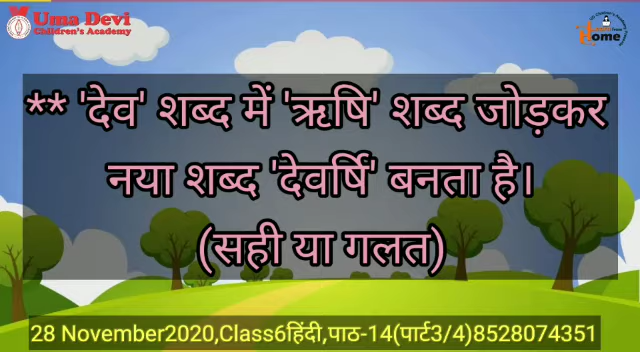 Uma Devi
Children's Academy
Home
** 'देव' शब्द में 'ऋषि' शब्द जोड़कर
नया शब्द 'देवर्षि' बनता है।
(सही या गलत)
28 November2020,Class6हिंदी,पाठ-14(पार्ट3/4)8528074351